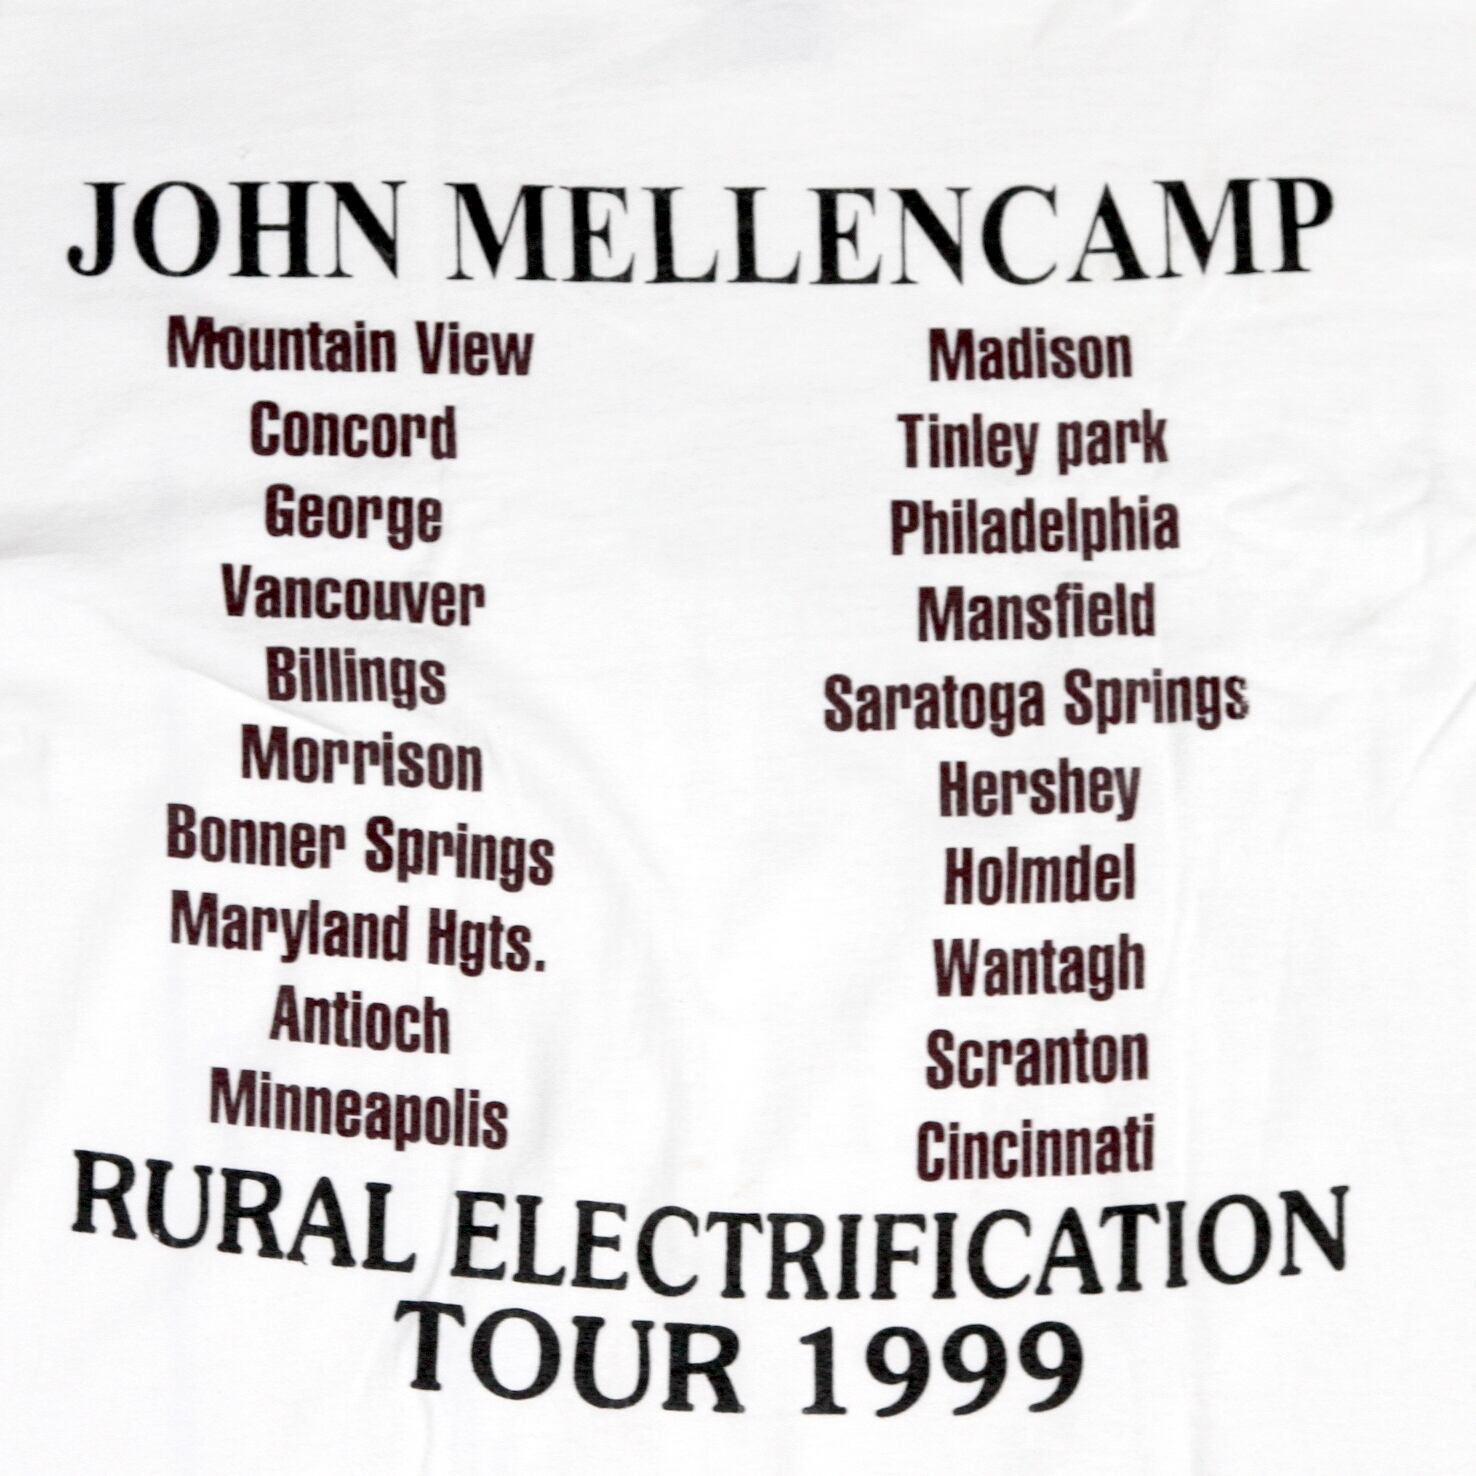 JOHN MELLENCAMP
Mountain View
Concord
George
Vancouver
Billings
Morrison
Bonner Springs
Maryland Hgts.
Antioch
Minneapolis
Madison
Tinley park
Philadelphia
Mansfield
Saratoga Springs
Hershey
Holmdel
Wantagh
Scranton
Cincinnati
RURAL ELECTRIFICATION
TOUR 1999